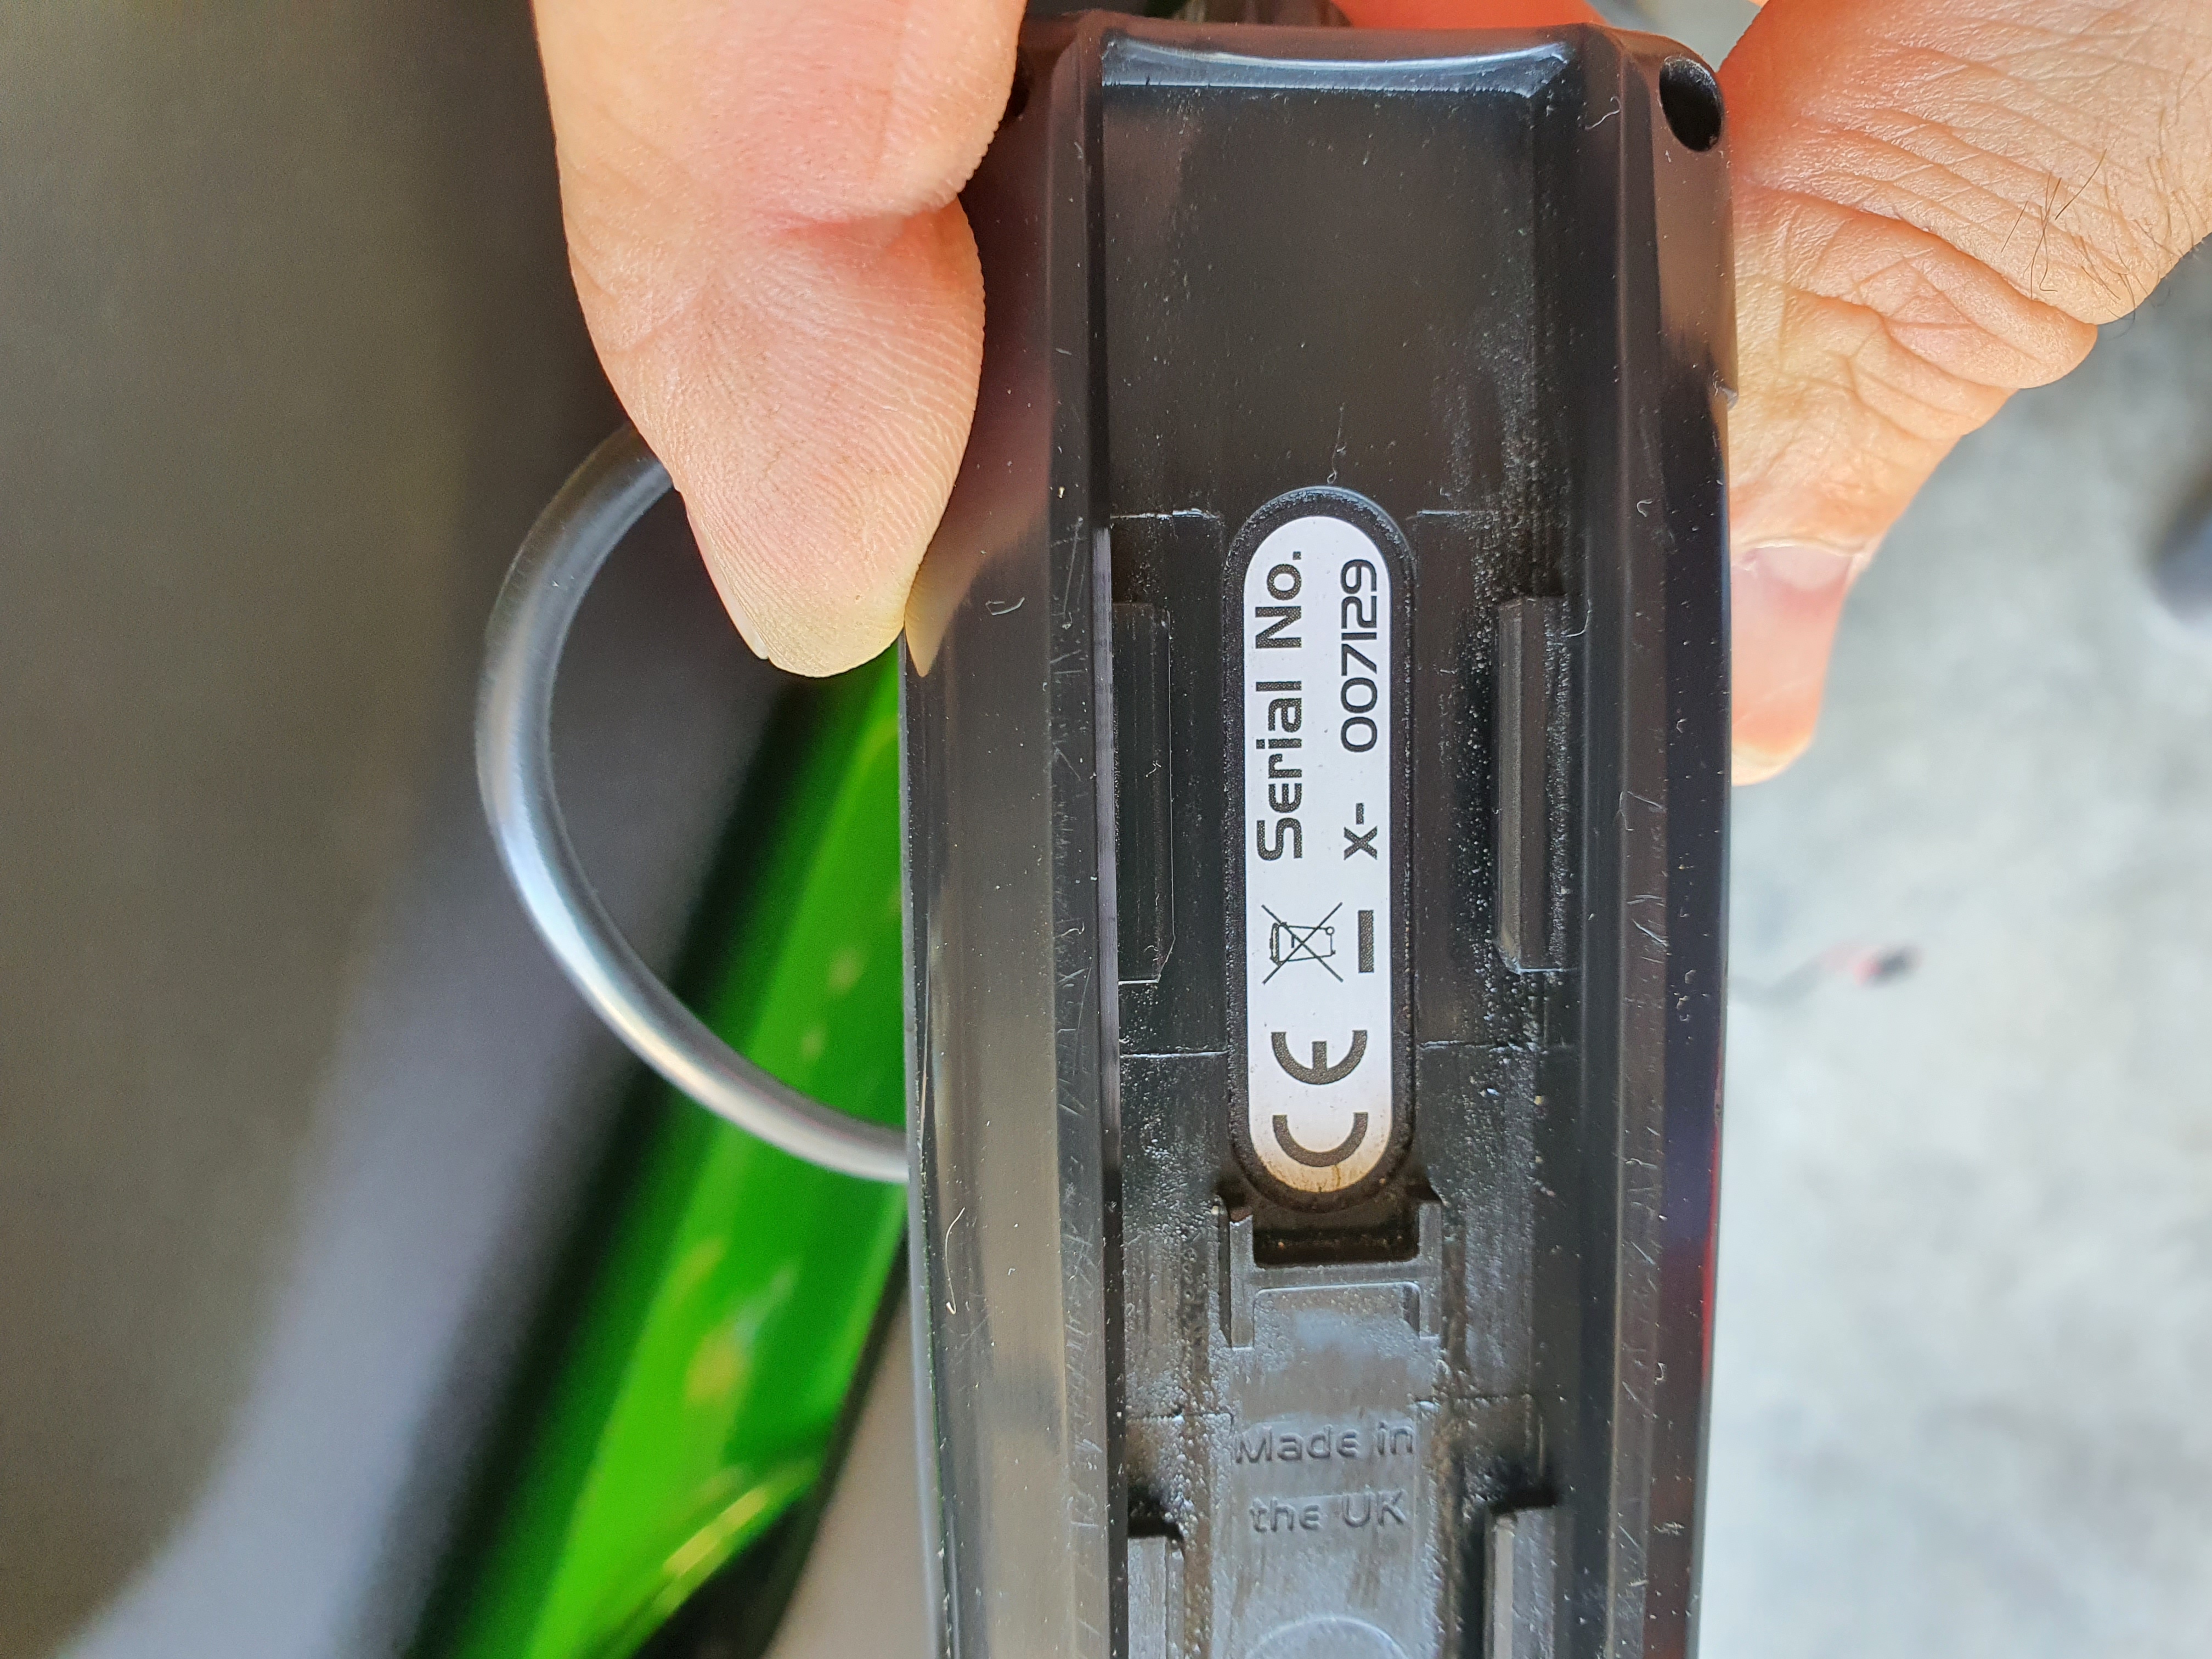 Serial No.
X- 007129
CE
Made in
the UK